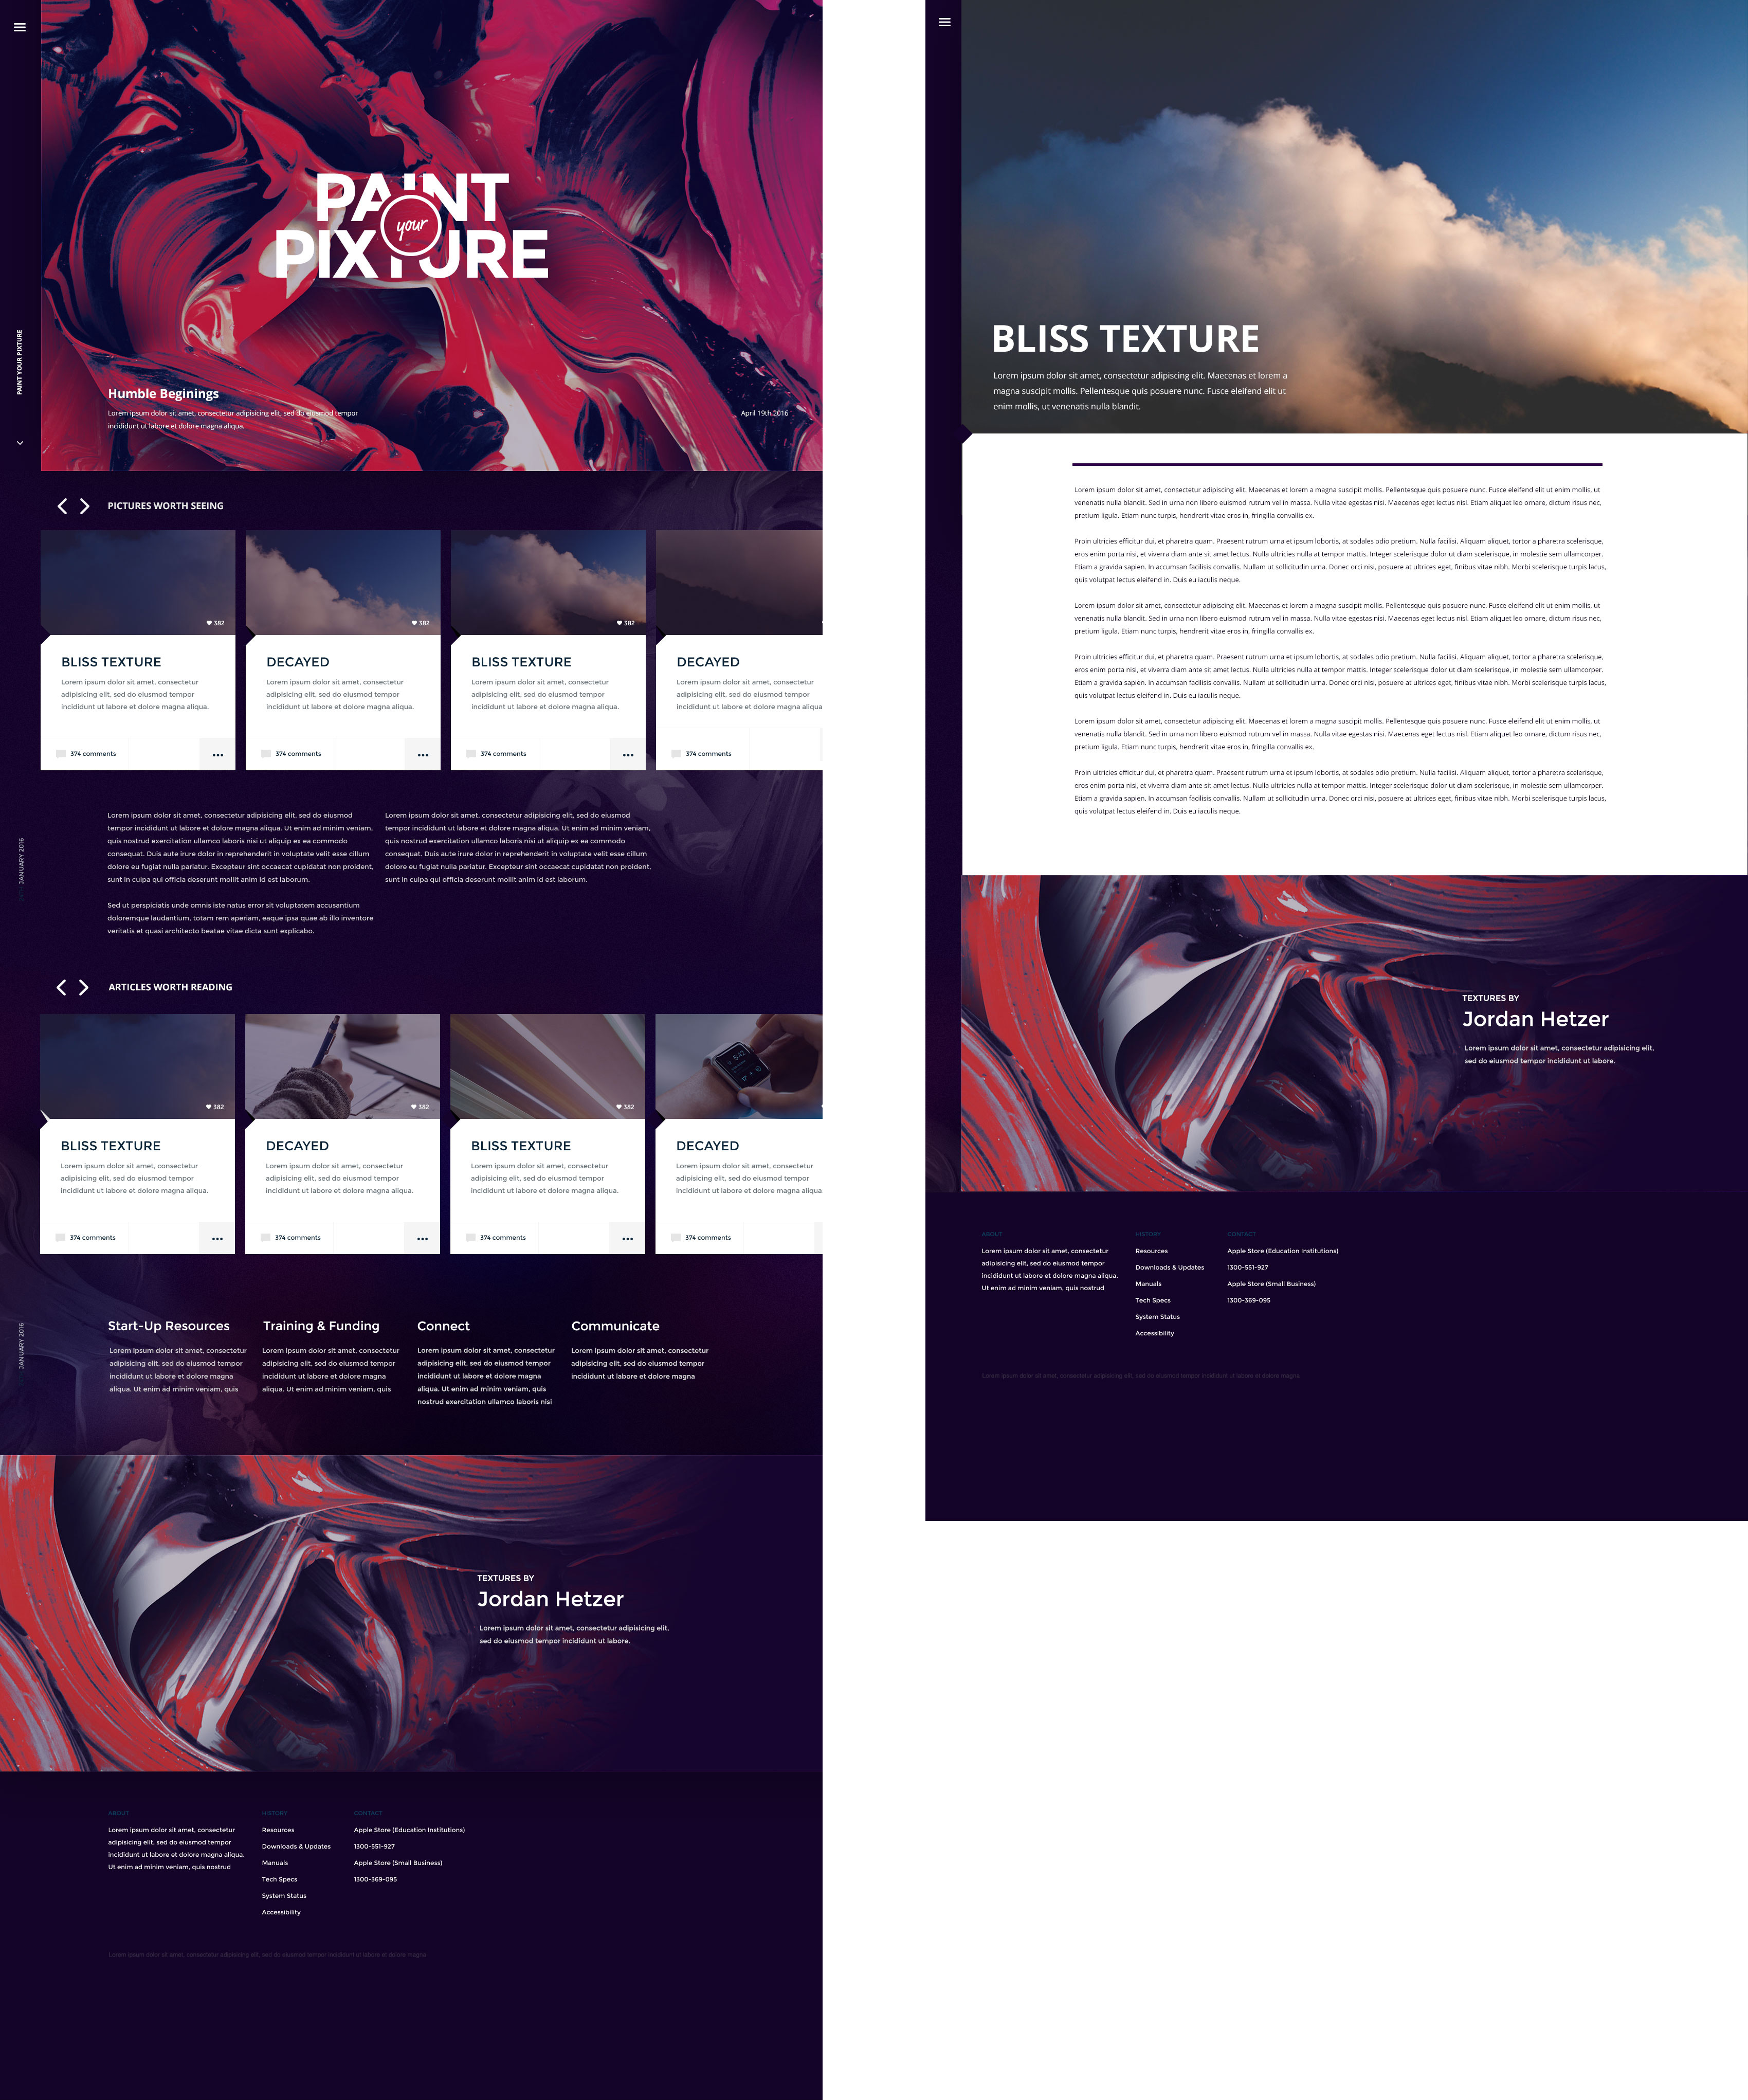 PAINT
your
PIXTURE
PAINT YOUR PIXTURE
Humble Beginings
Lorem ipsum dolor sit amet, consectetur adipisicing elit, sed do eiusmod tempor
incididunt ut labore et dolore magna aliqua.
April 19th 2016
PICTURES WORTH SEEING
382
382
382
BLISS TEXTURE
Lorem ipsum dolor sit amet, consectetur
adipisicing elit, sed do eiusmod tempor
incididunt ut labore et dolore magna aliqua.
374 comments
DECAYED
Lorem ipsum dolor sit amet, consectetur
adipisicing elit, sed do eiusmod tempor
incididunt ut labore et dolore magna aliqua.
374 comments
BLISS TEXTURE
Lorem ipsum dolor sit amet, consectetur
adipisicing elit, sed do eiusmod tempor
incididunt ut labore et dolore magna aliqua.
374 comments
DECAYED
Lorem ipsum dolor sit amet, consectetur
adipisicing elit, sed do eiusmod tempor
incididunt ut labore et dolore magna aliqua
374 comments
JANUARY 2016
Lorem ipsum dolor sit amet, consectetur adipisicing elit, sed do eiusmod
tempor incididunt ut labore et dolore magna aliqua. Ut enim ad minim veniam,
quis nostrud exercitation ullamco laboris nisi ut aliquip ex ea commodo
consequat. Duis aute irure dolor in reprehenderit in voluptate velit esse cillum
dolore eu fugiat nulla pariatur. Excepteur sint occaecat cupidatat non proident,
sunt in culpa qui officia deserunt mollit anim id est laborum.
Sed ut perspiciatis unde omnis iste natus error sit voluptatem accusantium
doloremque laudantium, totam rem aperiam, eaque ipsa quae ab illo inventore
veritatis et quasi architecto beatae vitae dicta sunt explicabo.
Lorem ipsum dolor sit amet, consectetur adipisicing elit, sed do eiusmod
tempor incididunt ut labore et dolore magna aliqua. Ut enim ad minim veniam,
quis nostrud exercitation ullamco laboris nisi ut aliquip ex ea commodo
consequat. Duis aute irure dolor in reprehenderit in voluptate velit esse cillum
dolore eu fugiat nulla pariatur. Excepteur sint occaecat cupidatat non proident,
sunt in culpa qui officia deserunt mollit anim id est laborum.
ARTICLES WORTH READING
382
382
382
BLISS TEXTURE
Lorem ipsum dolor sit amet, consectetur
adipisicing elit, sed do eiusmod tempor
incididunt ut labore et dolore magna aliqua.
374 comments
DECAYED
Lorem ipsum dolor sit amet, consectetur
adipisicing elit, sed do eiusmod tempor
incididunt ut labore et dolore magna aliqua.
374 comments
BLISS TEXTURE
Lorem ipsum dolor sit amet, consectetur
adipisicing elit, sed do eiusmod tempor
incididunt ut labore et dolore magna aliqua.
374 comments
DECAYED
Lorem ipsum dolor sit amet, consectetur
adipisicing elit, sed do eiusmod tempor
incididunt ut labore et dolore magna aliqua
374 comments
JANUARY 2016
Start-Up Resources
Lorem ipsum dolor sit amet, consectetur
adipisicing elit, sed do eiusmod tempor
incididunt ut labore et dolore magna
aliqua. Ut enim ad minim veniam, quis
Training & Funding
Lorem ipsum dolor sit amet, consectetur
adipisicing elit, sed do eiusmod tempor
incididunt ut labore et dolore magna
aliqua. Ut enim ad minim veniam, quis
Connect
Lorem ipsum dolor sit amet, consectetur
adipisicing elit, sed do eiusmod tempor
incididunt ut labore et dolore magna
aliqua. Ut enim ad minim veniam, quis
nostrud exercitation ullamco laboris nisi
Communicate
Lorem ipsum dolor sit amet, consectetur
adipisicing elit, sed do eiusmod tempor
incididunt ut labore et dolore magna
TEXTURES BY
Jordan Hetzer
Lorem ipsum dolor sit amet, consectetur adipisicing elit,
sed do eiusmod tempor incididunt ut labore.
ABOUT
Lorem ipsum dolor sit amet, consectetur
adipisicing elit, sed do eiusmod tempor
incididunt ut labore et dolore magna aliqua.
Ut enim ad minim veniam, quis nostrud
HISTORY
Resources
Downloads & Updates
Manuals
Tech Specs
System Status
Accessibility
CONTACT
Apple Store (Education Institutions)
1300-551-927
Apple Store (Small Business)
1300-369-095
Lorem ipsum dolor sit amet, consectetur adipisicing elit, sed do eiusmod tempor incididunt ut labore et dolore magna
BLISS TEXTURE
Lorem ipsum dolor sit amet, consectetur adipiscing elit. Maecenas et lorem a
magna suscipit mollis. Pellentesque quis posuere nunc. Fusce eleifend elit ut
enim mollis, ut venenatis nulla blandit.
Lorem ipsum dolor sit amet, consectetur adipiscing elit. Maecenas et lorem a magna suscipit mollis. Pellentesque quis posuere nunc. Fusce eleifend elit ut enim mollis, ut
venenatis nulla blandit. Sed in urna non libero euismod rutrum vel in massa. Nulla vitae egestas nisi. Maecenas eget lectus nisl. Etiam aliquet leo ornare, dictum risus nec,
pretium ligula. Etiam nunc turpis, hendrerit vitae eros in, fringilla convallis ex.
Proin ultricies efficitur dui, et pharetra quam. Praesent rutrum urna et ipsum lobortis, at sodales odio pretium. Nulla facilisi. Aliquam aliquet, tortor a pharetra scelerisque,
eros enim porta nisi, et viverra diam ante sit amet lectus. Nulla ultricies nulla at tempor mattis. Integer scelerisque dolor ut diam scelerisque, in molestie sem ullamcorper.
Etiam a gravida sapien. In accumsan facilisis convallis. Nullam ut sollicitudin urna. Donec orci nisi, posuere at ultrices eget, finibus vitae nibh. Morbi scelerisque turpis lacus,
quis volutpat lectus eleifend in. Duis eu iaculis neque.
Lorem ipsum dolor sit amet, consectetur adipiscing elit. Maecenas et lorem a magna suscipit mollis. Pellentesque quis posuere nunc. Fusce eleifend elit ut enim mollis, ut
venenatis nulla blandit. Sed in urna non libero euismod rutrum vel in massa. Nulla vitae egestas nisi. Maecenas eget lectus nisl. Etiam aliquet leo ornare, dictum risus nec,
pretium ligula. Etiam nunc turpis, hendrerit vitae eros in, fringilla convallis ex.
Proin ultricies efficitur dui, et pharetra quam. Praesent rutrum urna et ipsum lobortis, at sodales odio pretium. Nulla facilisi. Aliquam aliquet, tortor a pharetra scelerisque,
eros enim porta nisi, et viverra diam ante sit amet lectus. Nulla ultricies nulla at tempor mattis. Integer scelerisque dolor ut diam scelerisque, in molestie sem ullamcorper.
Etiam a gravida sapien. In accumsan facilisis convallis. Nullam ut sollicitudin urna. Donec orci nisi, posuere at ultrices eget, finibus vitae nibh. Morbi scelerisque turpis lacus,
quis volutpat lectus eleifend in. Duis eu iaculis neque.
Lorem ipsum dolor sit amet, consectetur adipiscing elit. Maecenas et lorem a magna suscipit mollis. Pellentesque quis posuere nunc. Fusce eleifend elit ut enim mollis, ut
venenatis nulla blandit. Sed in urna non libero euismod rutrum vel in massa. Nulla vitae egestas nisi. Maecenas eget lectus nisl. Etiam aliquet leo ornare, dictum risus nec,
pretium ligula. Etiam nunc turpis, hendrerit vitae eros in, fringilla convallis ex.
Proin ultricies efficitur dui, et pharetra quam. Praesent rutrum urna et ipsum lobortis, at sodales odio pretium. Nulla facilisi. Aliquam aliquet, tortor a pharetra scelerisque,
eros enim porta nisi, et viverra diam ante sit amet lectus. Nulla ultricies nulla at tempor mattis. Integer scelerisque dolor ut diam scelerisque, in molestie sem ullamcorper.
Etiam a gravida sapien. In accumsan facilisis convallis. Nullam ut sollicitudin urna. Donec orci nisi, posuere at ultrices eget, finibus vitae nibh. Morbi scelerisque turpis lacus,
quis volutpat lectus eleifend in. Duis eu iaculis neque.
TEXTURES BY
Jordan Hetzer
Lorem ipsum dolor sit amet, consectetur adipisicing elit,
sed do eiusmod tempor incididunt ut labore.
ABOUT
Lorem ipsum dolor sit amet, consectetur
adipisicing elit, sed do eiusmod tempor
incididunt ut labore et dolore magna aliqua.
Ut enim ad minim veniam, quis nostrud
HISTORY
Resources
Downloads & Updates
Manuals
Tech Specs
System Status
Accessibility
CONTACT
Apple Store (Education Institutions)
1300-551-927
Apple Store (Small Business)
1300-369-095
Lorem ipsum dolor sit amet, consectetur adipisicing elit, sed do eiusmod tempor incididunt ut labore et dolore magna